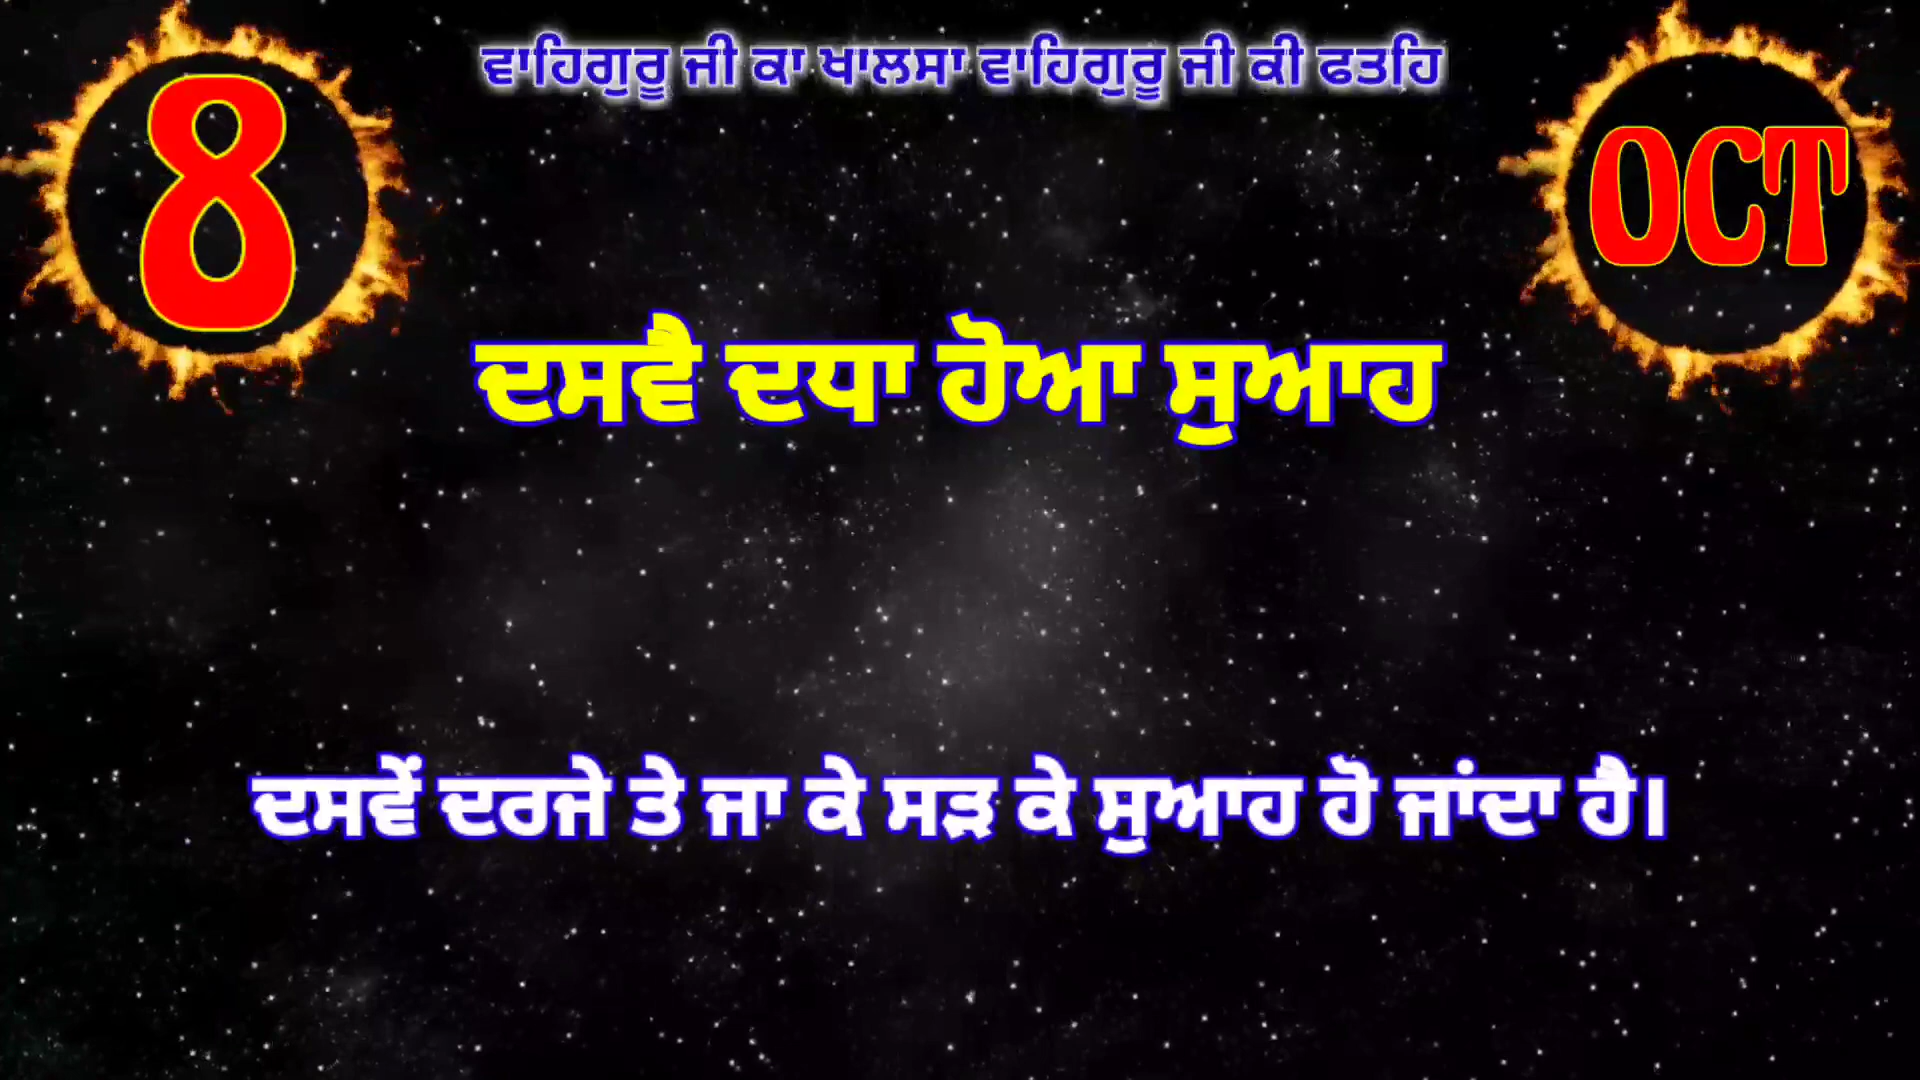 ਵਾਹਿਗੁਰੂ ਜੀ ਕਾ ਖਾਲਸਾ ਵਾਹਿਗੁਰੂ ਜੀ ਕੀ ਫਤਹਿ
8
OCT
ਦਸਵੈ ਦਧਾ ਹੋਆ ਸੁਆਹ
ਦਸਵੇਂ ਦਰਜੇ ਤੇ ਜਾ ਕੇ ਸੜ ਕੇ ਸੁਆਹ ਹੋ ਜਾਂਦਾ ਹੈ।